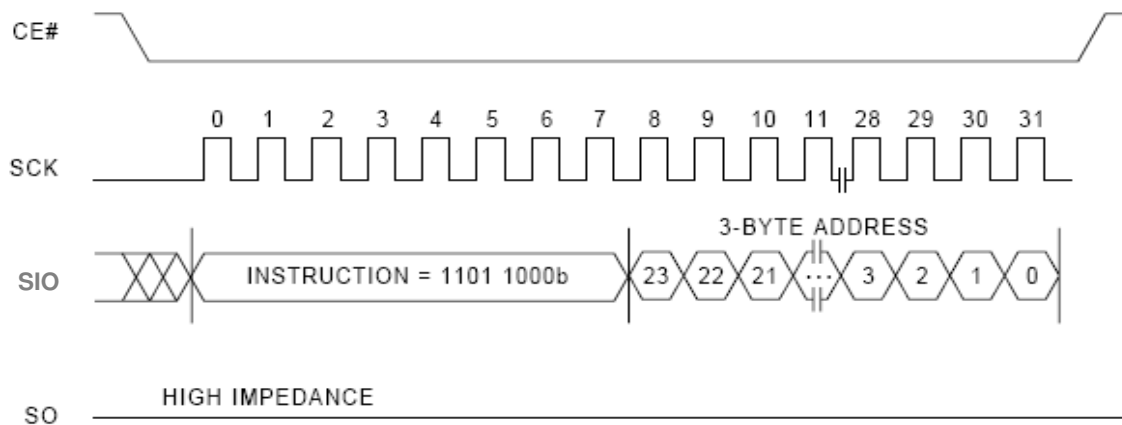 CE#
0 1 2 3 4 5 6 7 8 9 10 11 28 29 30 31
SCK
3-BYTE ADDRESS
SIO INSTRUCTION = 1101 1000b 23 22 21 ... 3 2 1 0
HIGH IMPEDANCE
SO